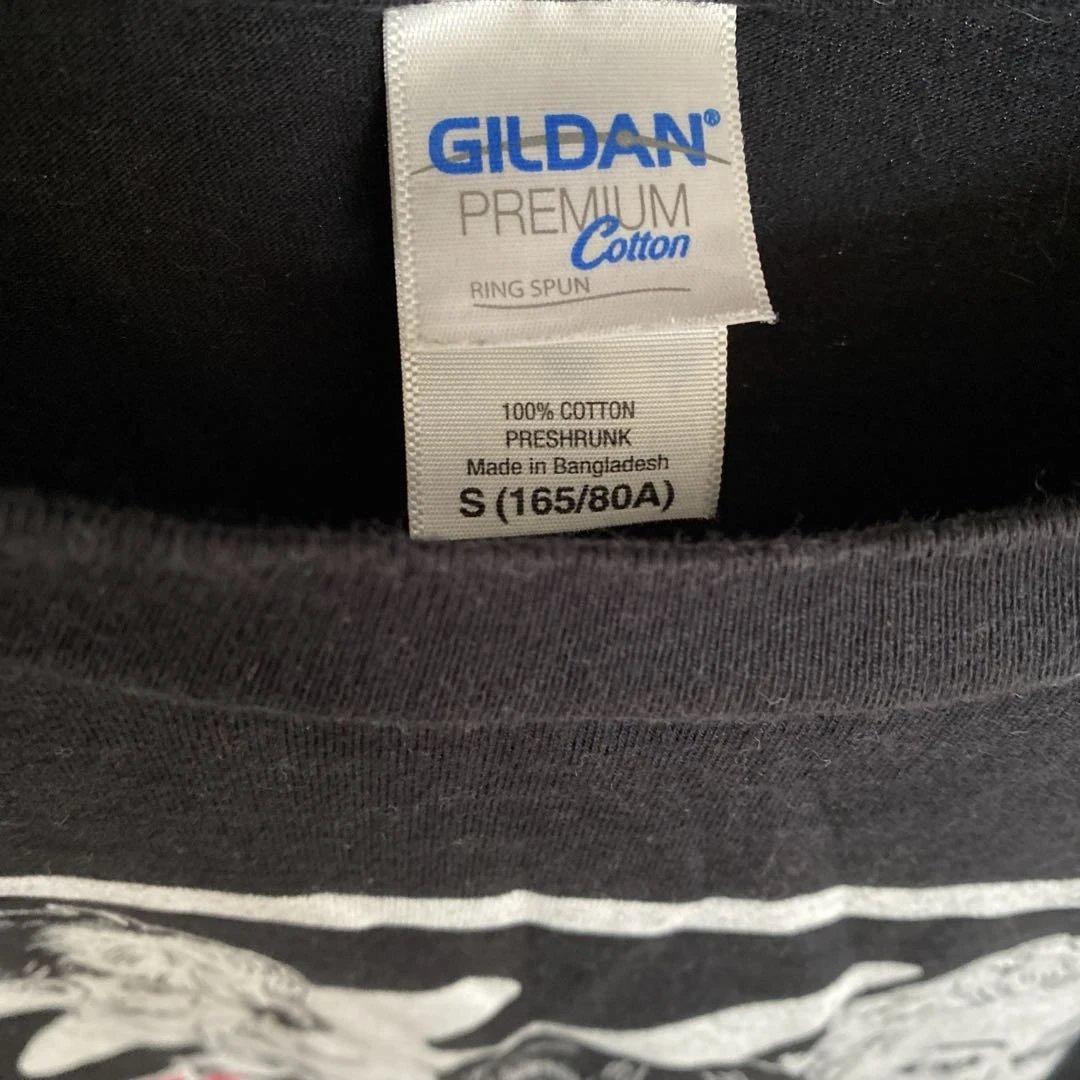 GILDAN®
PREMIUM
Cotton
RING SPUN
100% COTTON
PRESHRUNK
Made in Bangladesh
S (165/80A)